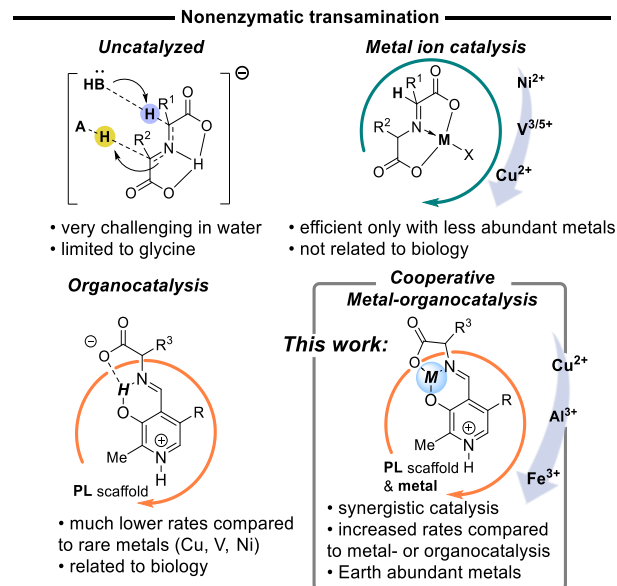 Nonenzymatic transamination
Uncatalyzed
HB
H
R1
O
O
A
H
R2
N
H
O
O
⊖
• very challenging in water
• limited to glycine
Metal ion catalysis
H
R1
O
O
R2
N
M
X
O
O
Ni2+
V3/5+
Cu2+
• efficient only with less abundant metals
• not related to biology
Organocatalysis
⊖
O
O
R3
H
N
O
R
Me
⊕
N
H
PL scaffold
• much lower rates compared
to rare metals (Cu, V, Ni)
• related to biology
Cooperative
Metal-organocatalysis
This work:
O
O
R3
M
N
O
R
Me
⊕
N
H
PL scaffold
& metal
Cu2+
Al3+
Fe3+
• synergistic catalysis
• increased rates compared
to metal- or organocatalysis
• Earth abundant metals